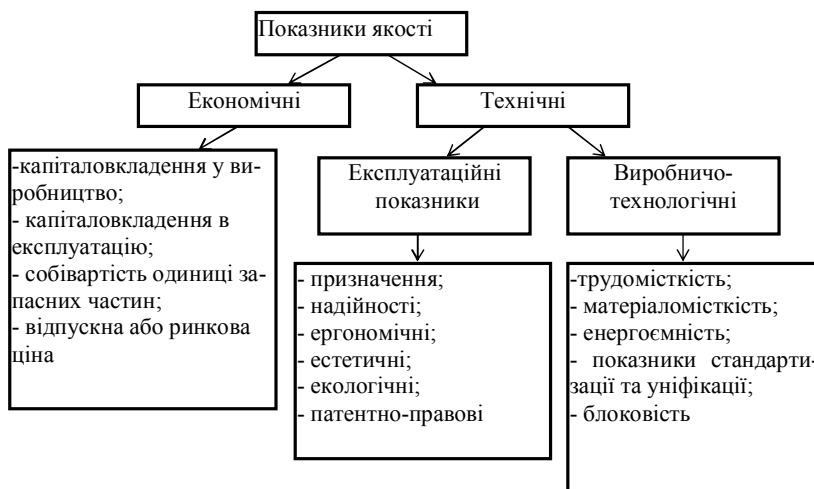 Показники якості
Економічні
Технічні
-капіталовкладення у ви-
робництво;
- капіталовкладення в
експлуатацію;
- собівартість одиниці за-
пасних частин;
- відпускна або ринкова
ціна
Експлуатаційні
показники
Виробничо-
технологічні
- призначення;
- надійності;
- ергономічні;
- естетичні;
- екологічні;
- патентно-правові
-трудомісткість;
- матеріаломісткість;
- енергоємність;
- показники стандарти-
зації та уніфікації;
- блоковість